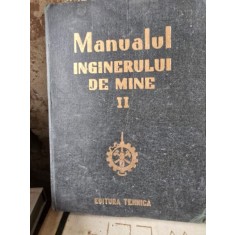 Manualul
INGINERULUI
DE MINE
II
EDITURA TEHNICA